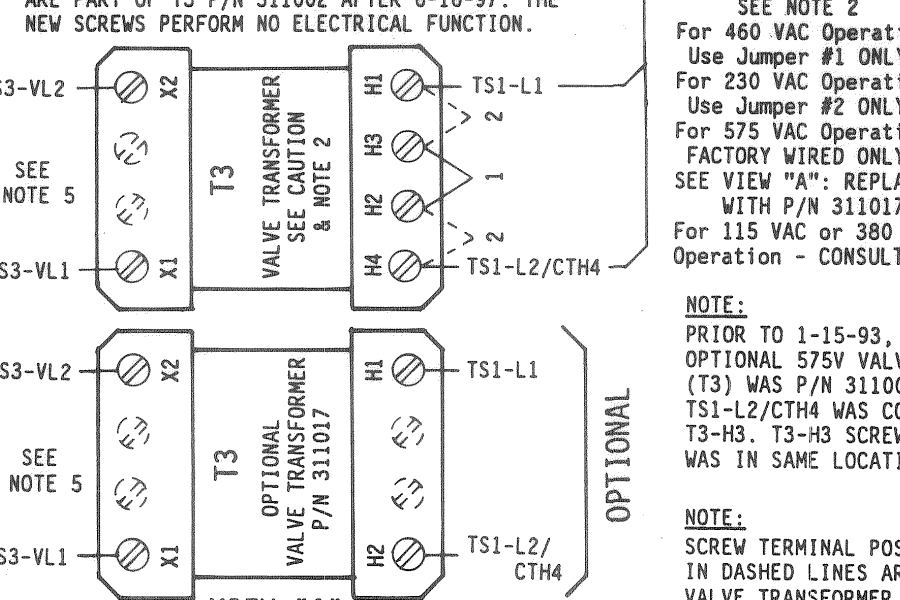 ARE PART OF T3 P/N 311002 AFTER 6-16-97. THE
NEW SCREWS PERFORM NO ELECTRICAL FUNCTION.
S3-VL2
X2
SEE
NOTE 5
S3-VL1
X1
T3
VALVE TRANSFORMER
SEE CAUTION
& NOTE 2
H1
H3
H2
H4
TS1-L1
2
1
2
TS1-L2/CTH4
S3-VL2
X2
SEE
NOTE 5
S3-VL1
X1
T3
OPTIONAL
VALVE TRANSFORMER
P/N 311017
H1
H2
TS1-L1
TS1-L2/
CTH4
OPTIONAL
SEE NOTE 2
For 460 VAC Operat
Use Jumper #1 ONLY
For 230 VAC Operati
Use Jumper #2 ONLY
For 575 VAC Operati
FACTORY WIRED ONLY
SEE VIEW "A": REPLA
WITH P/N 311017
For 115 VAC or 380
Operation - CONSULT
NOTE:
PRIOR TO 1-15-93,
OPTIONAL 575V VALV
(T3) WAS P/N 31100
TS1-L2/CTH4 WAS CO
T3-H3. T3-H3 SCREW
WAS IN SAME LOCATI
NOTE:
SCREW TERMINAL POS
IN DASHED LINES AR
VALVE TRANSFORMER